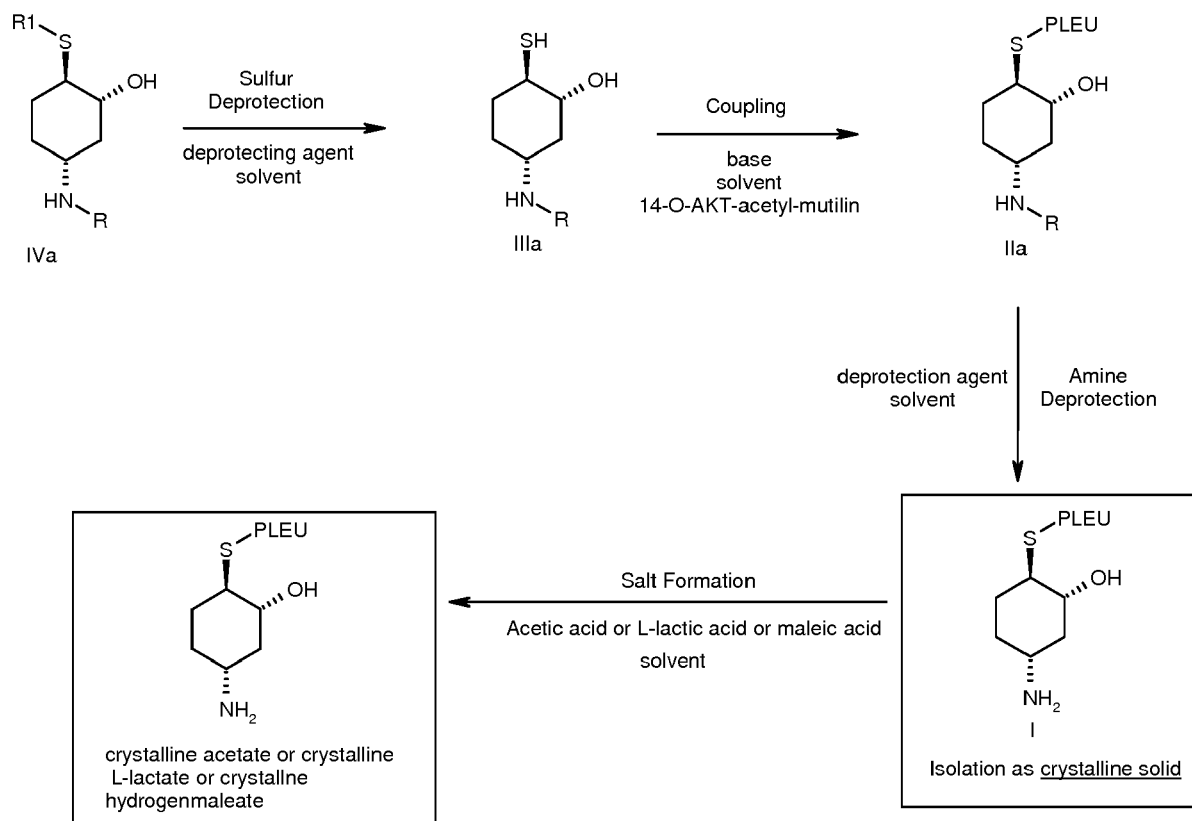 R1
S
OH
HN
R
IVa
Sulfur
Deprotection
deprotecting agent
solvent
SH
OH
HN
R
IIIa
Coupling
base
solvent
14-O-AKT-acetyl-mutilin
PLEU
S
OH
HN
R
IIa
deprotection agent
solvent
Amine
Deprotection
PLEU
S
OH
NH2
I
Isolation as crystalline solid
Salt Formation
Acetic acid or L-lactic acid or maleic acid
solvent
PLEU
S
OH
NH2
crystalline acetate or crystalline
L-lactate or crystallne
hydrogenmaleate